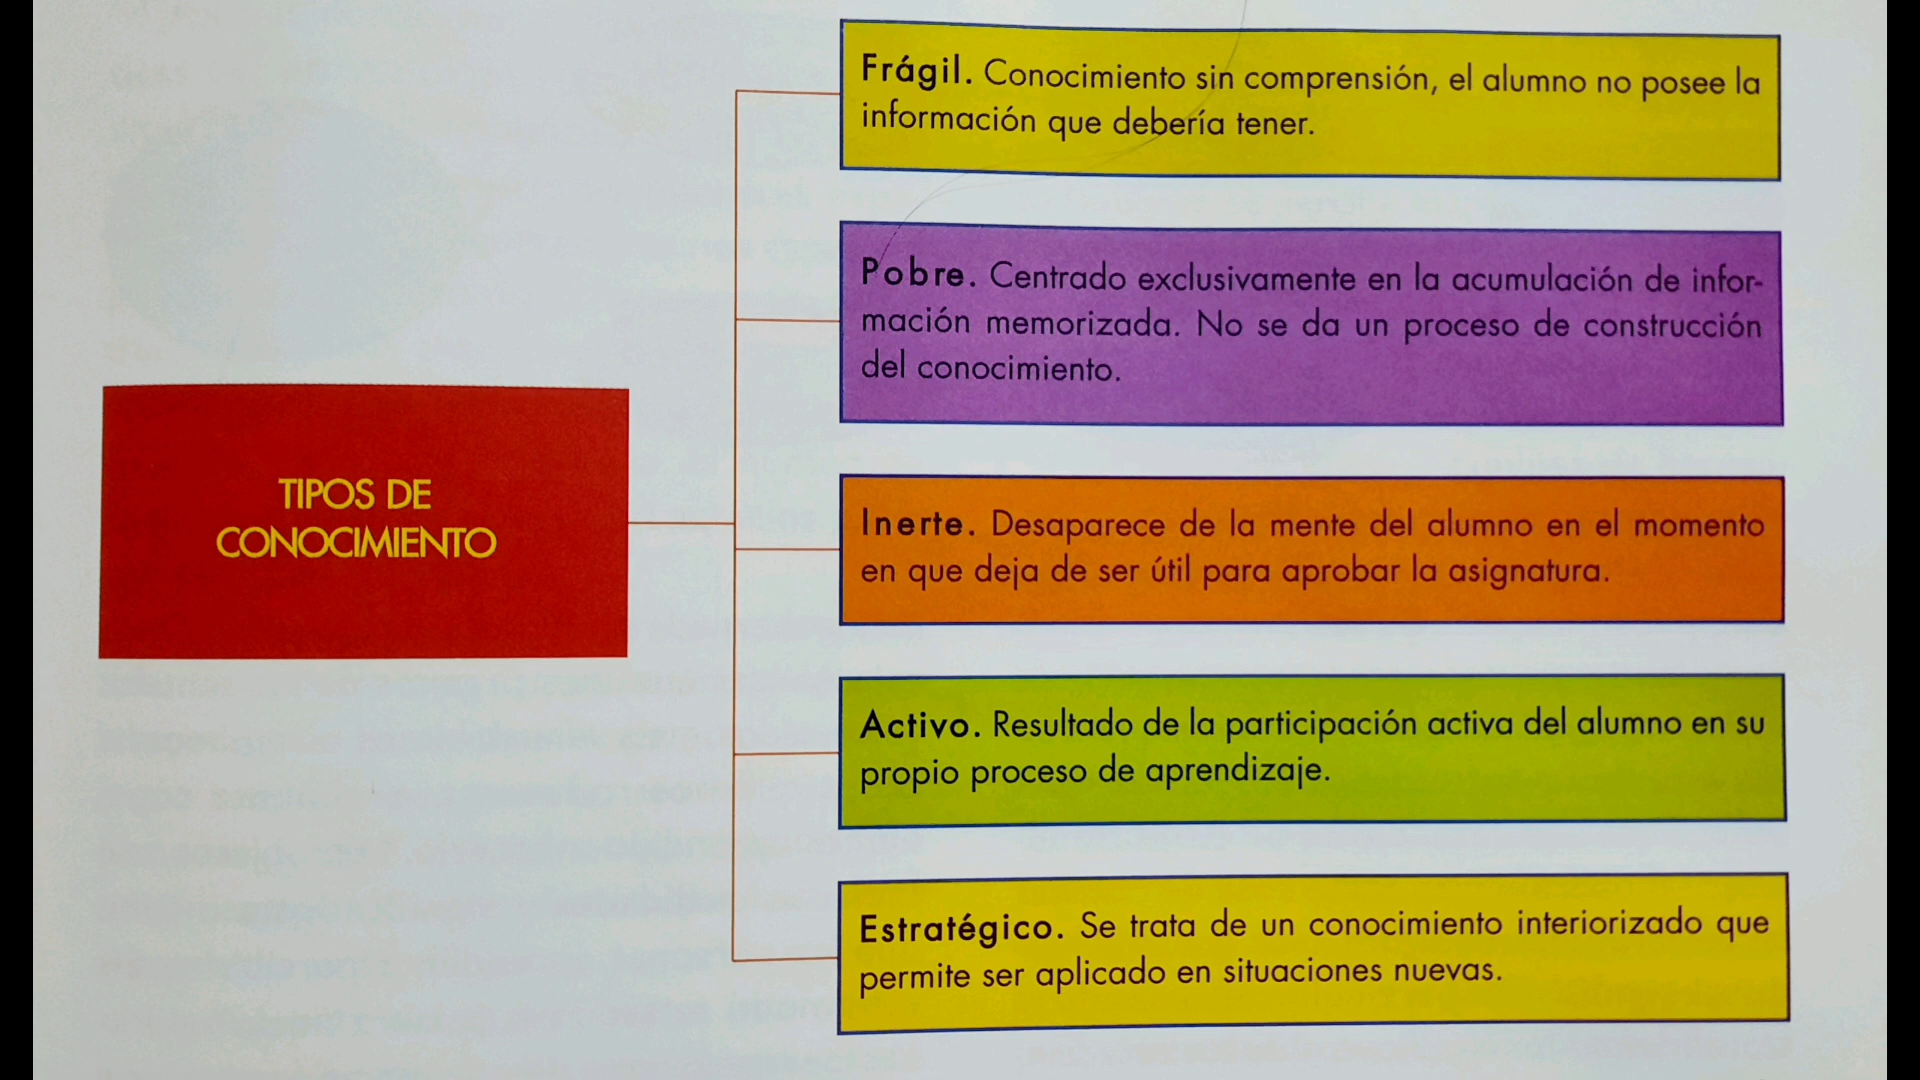 Frágil. Conocimiento sin comprensión, el alumno no posee la
información que debería tener.
Pobre. Centrado exclusivamente en la acumulación de infor-
mación memorizada. No se da un proceso de construcción
del conocimiento.
TIPOS DE
CONOCIMIENTO
Inerte. Desaparece de la mente del alumno en el momento
en que deja de ser útil para aprobar la asignatura.
Activo. Resultado de la participación activa del alumno en su
propio proceso de aprendizaje.
Estratégico. Se trata de un conocimiento interiorizado que
permite ser aplicado en situaciones nuevas.